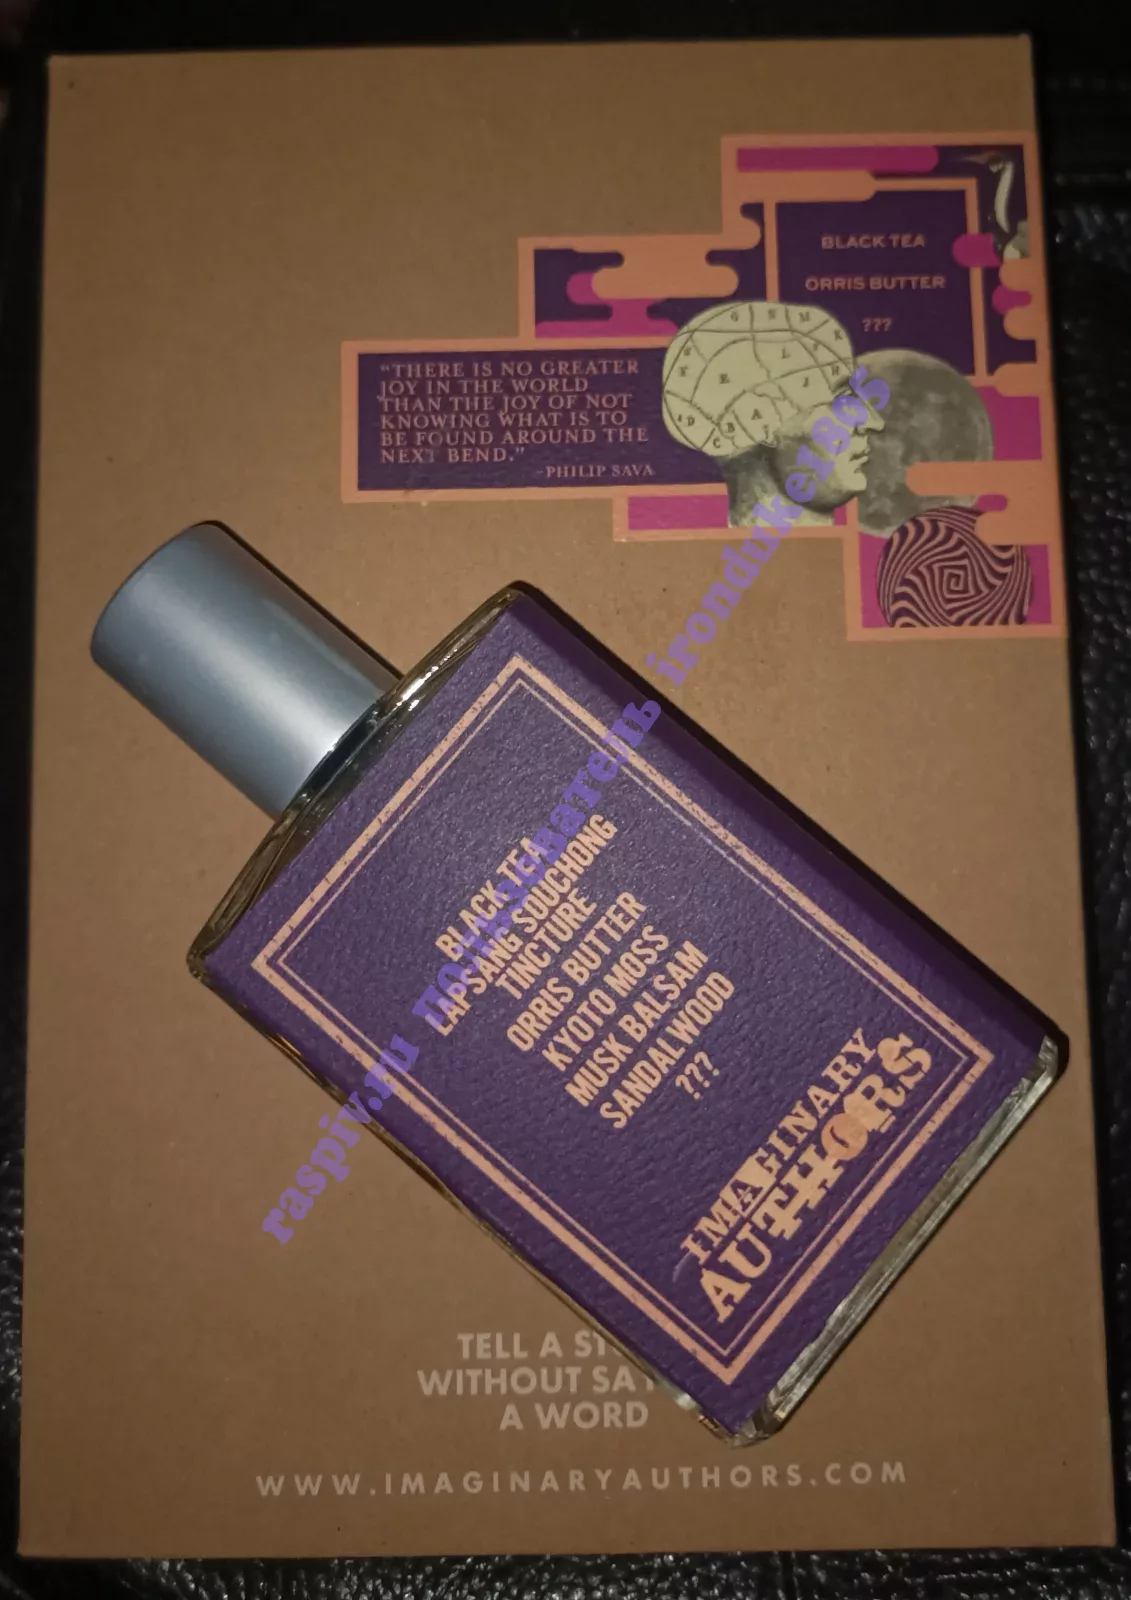 BLACK TEA
ORRIS BUTTER
???
"THERE IS NO GREATER
JOY IN THE WORLD
THAN THE JOY OF NOT
KNOWING WHAT IS TO
BE FOUND AROUND THE
NEXT BEND."
-PHILIP SAVA
BLACK TEA
LAPSANG SOUCHONG
TINCTURE
ORRIS BUTTER
KYOTO MOSS
MUSK BALSAM
SANDALWOOD
???
IMAGINARY
AUTHORS
raspiv.ru пользователь ironduke1805
TELL A
WITHOUT
A WORD
WWW.IMAGINARYAUTHORS.COM